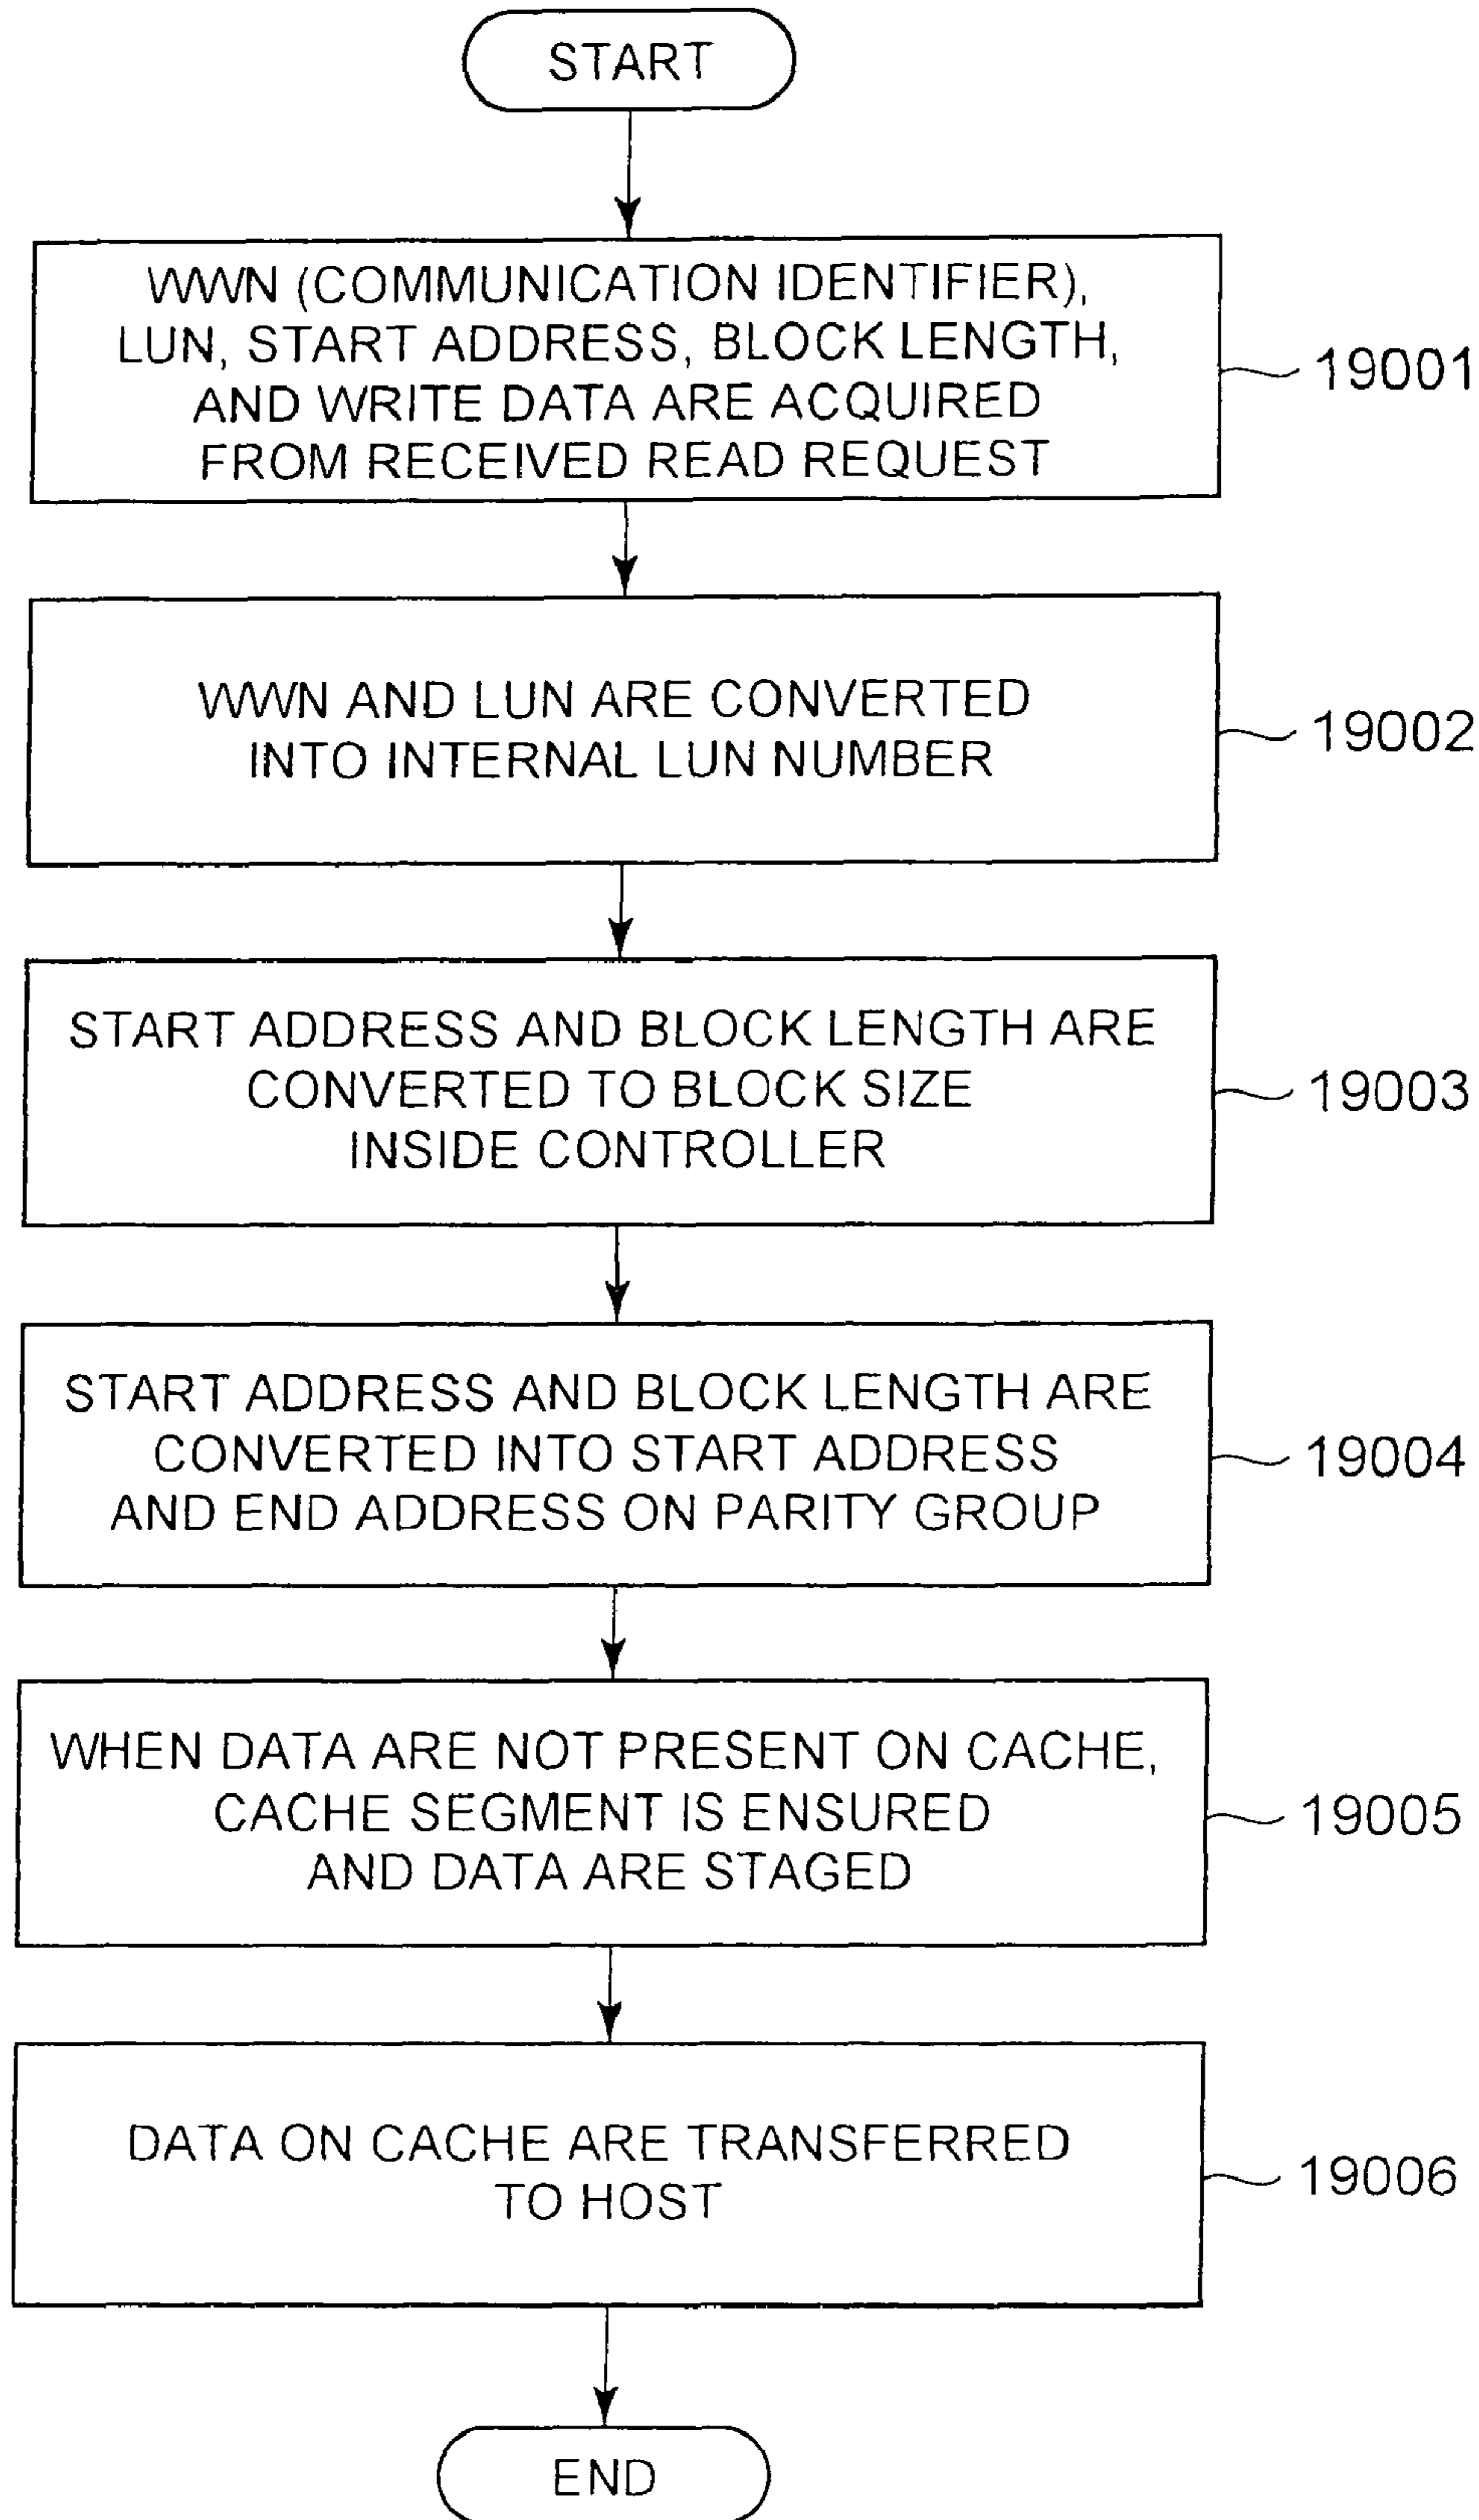 START
WWN (COMMUNICATION IDENTIFIER),
LUN, START ADDRESS, BLOCK LENGTH,
AND WRITE DATA ARE ACQUIRED
FROM RECEIVED READ REQUEST
19001
WWN AND LUN ARE CONVERTED
INTO INTERNAL LUN NUMBER
19002
START ADDRESS AND BLOCK LENGTH ARE
CONVERTED TO BLOCK SIZE
INSIDE CONTROLLER
19003
START ADDRESS AND BLOCK LENGTH ARE
CONVERTED INTO START ADDRESS
AND END ADDRESS ON PARITY GROUP
19004
WHEN DATA ARE NOT PRESENT ON CACHE,
CACHE SEGMENT IS ENSURED
AND DATA ARE STAGED
19005
DATA ON CACHE ARE TRANSFERRED
TO HOST
19006
END